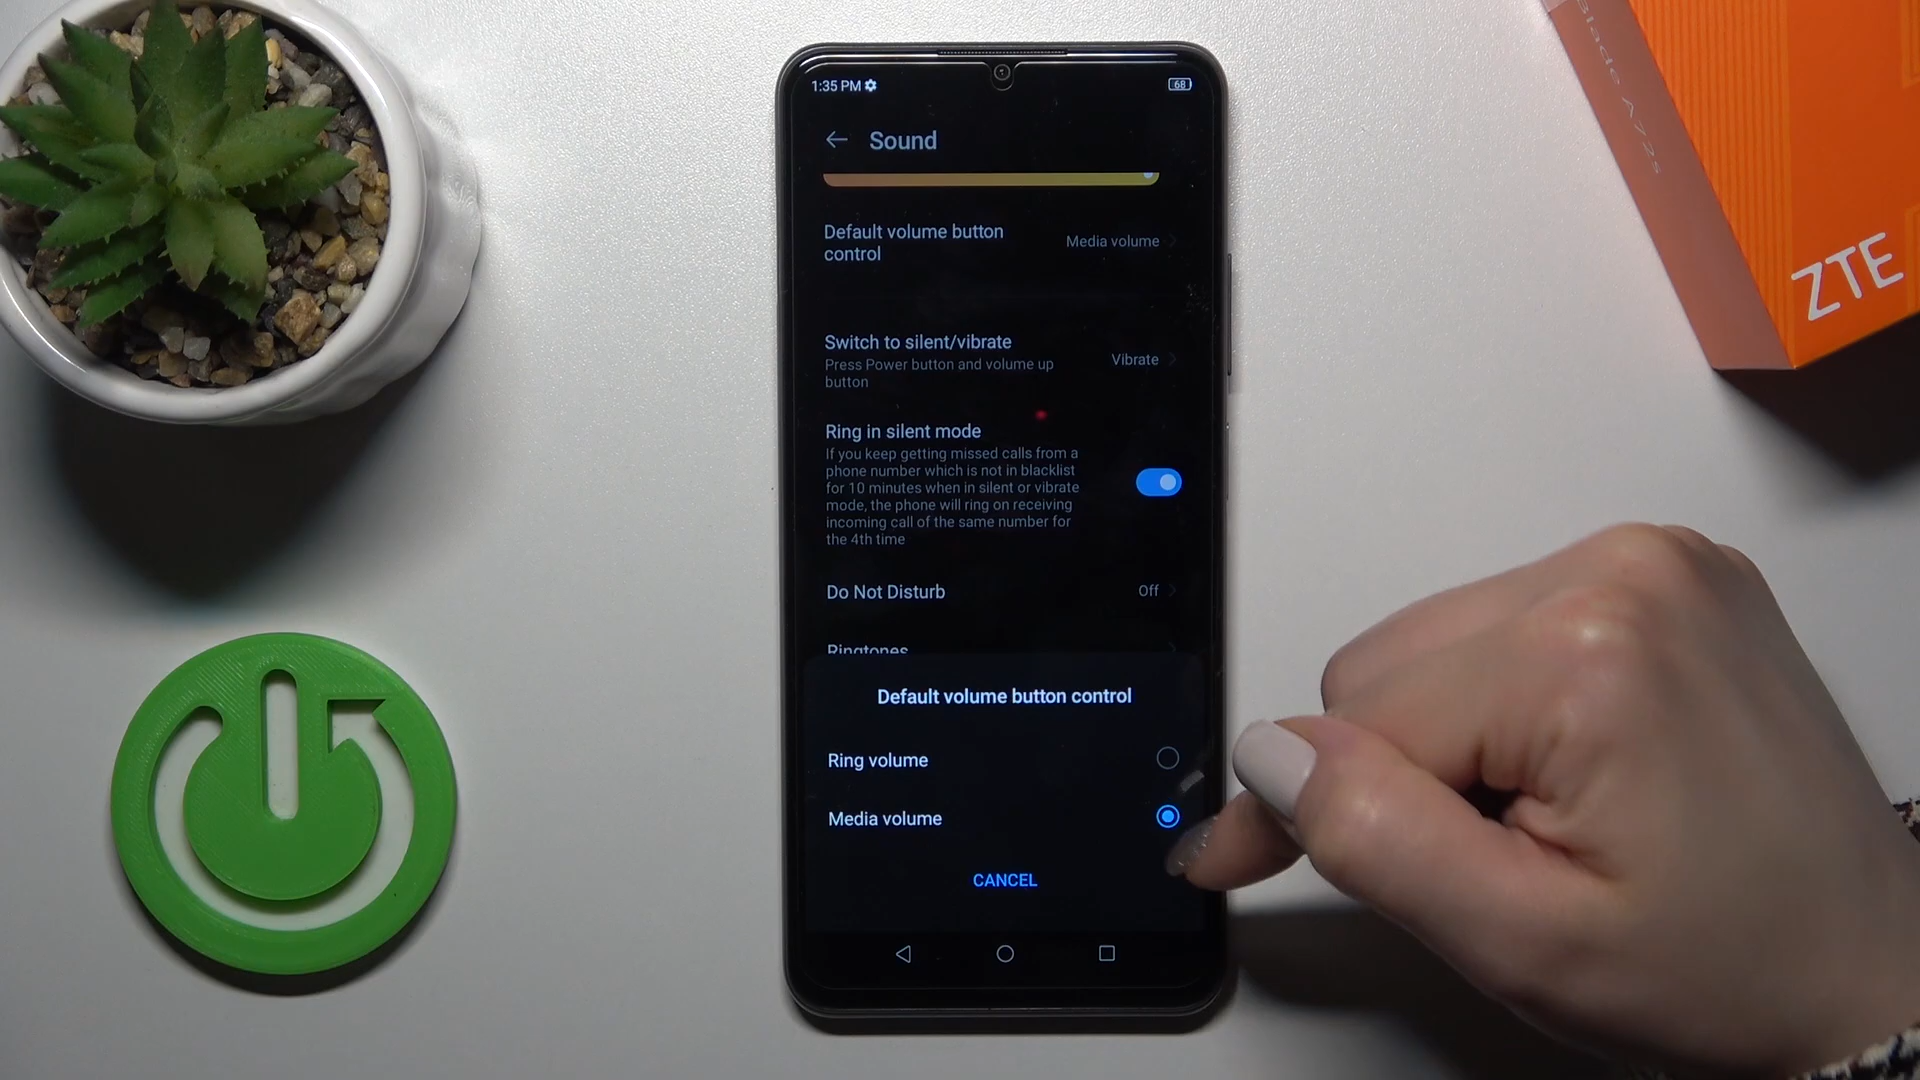 1:35 PM
68
Sound
Default volume button
control
Media volume
Switch to silent/vibrate
Press Power button and volume up
button
Vibrate
Ring in silent mode
If you keep getting missed calls from a
phone number which is not in blacklist
for 10 minutes when in silent or vibrate
mode, the phone will ring on receiving
incoming call of the same number for
the 4th time
Do Not Disturb
Off
Ringtones
Default volume button control
Ring volume
Media volume
CANCEL
Blade A72s
ZTE